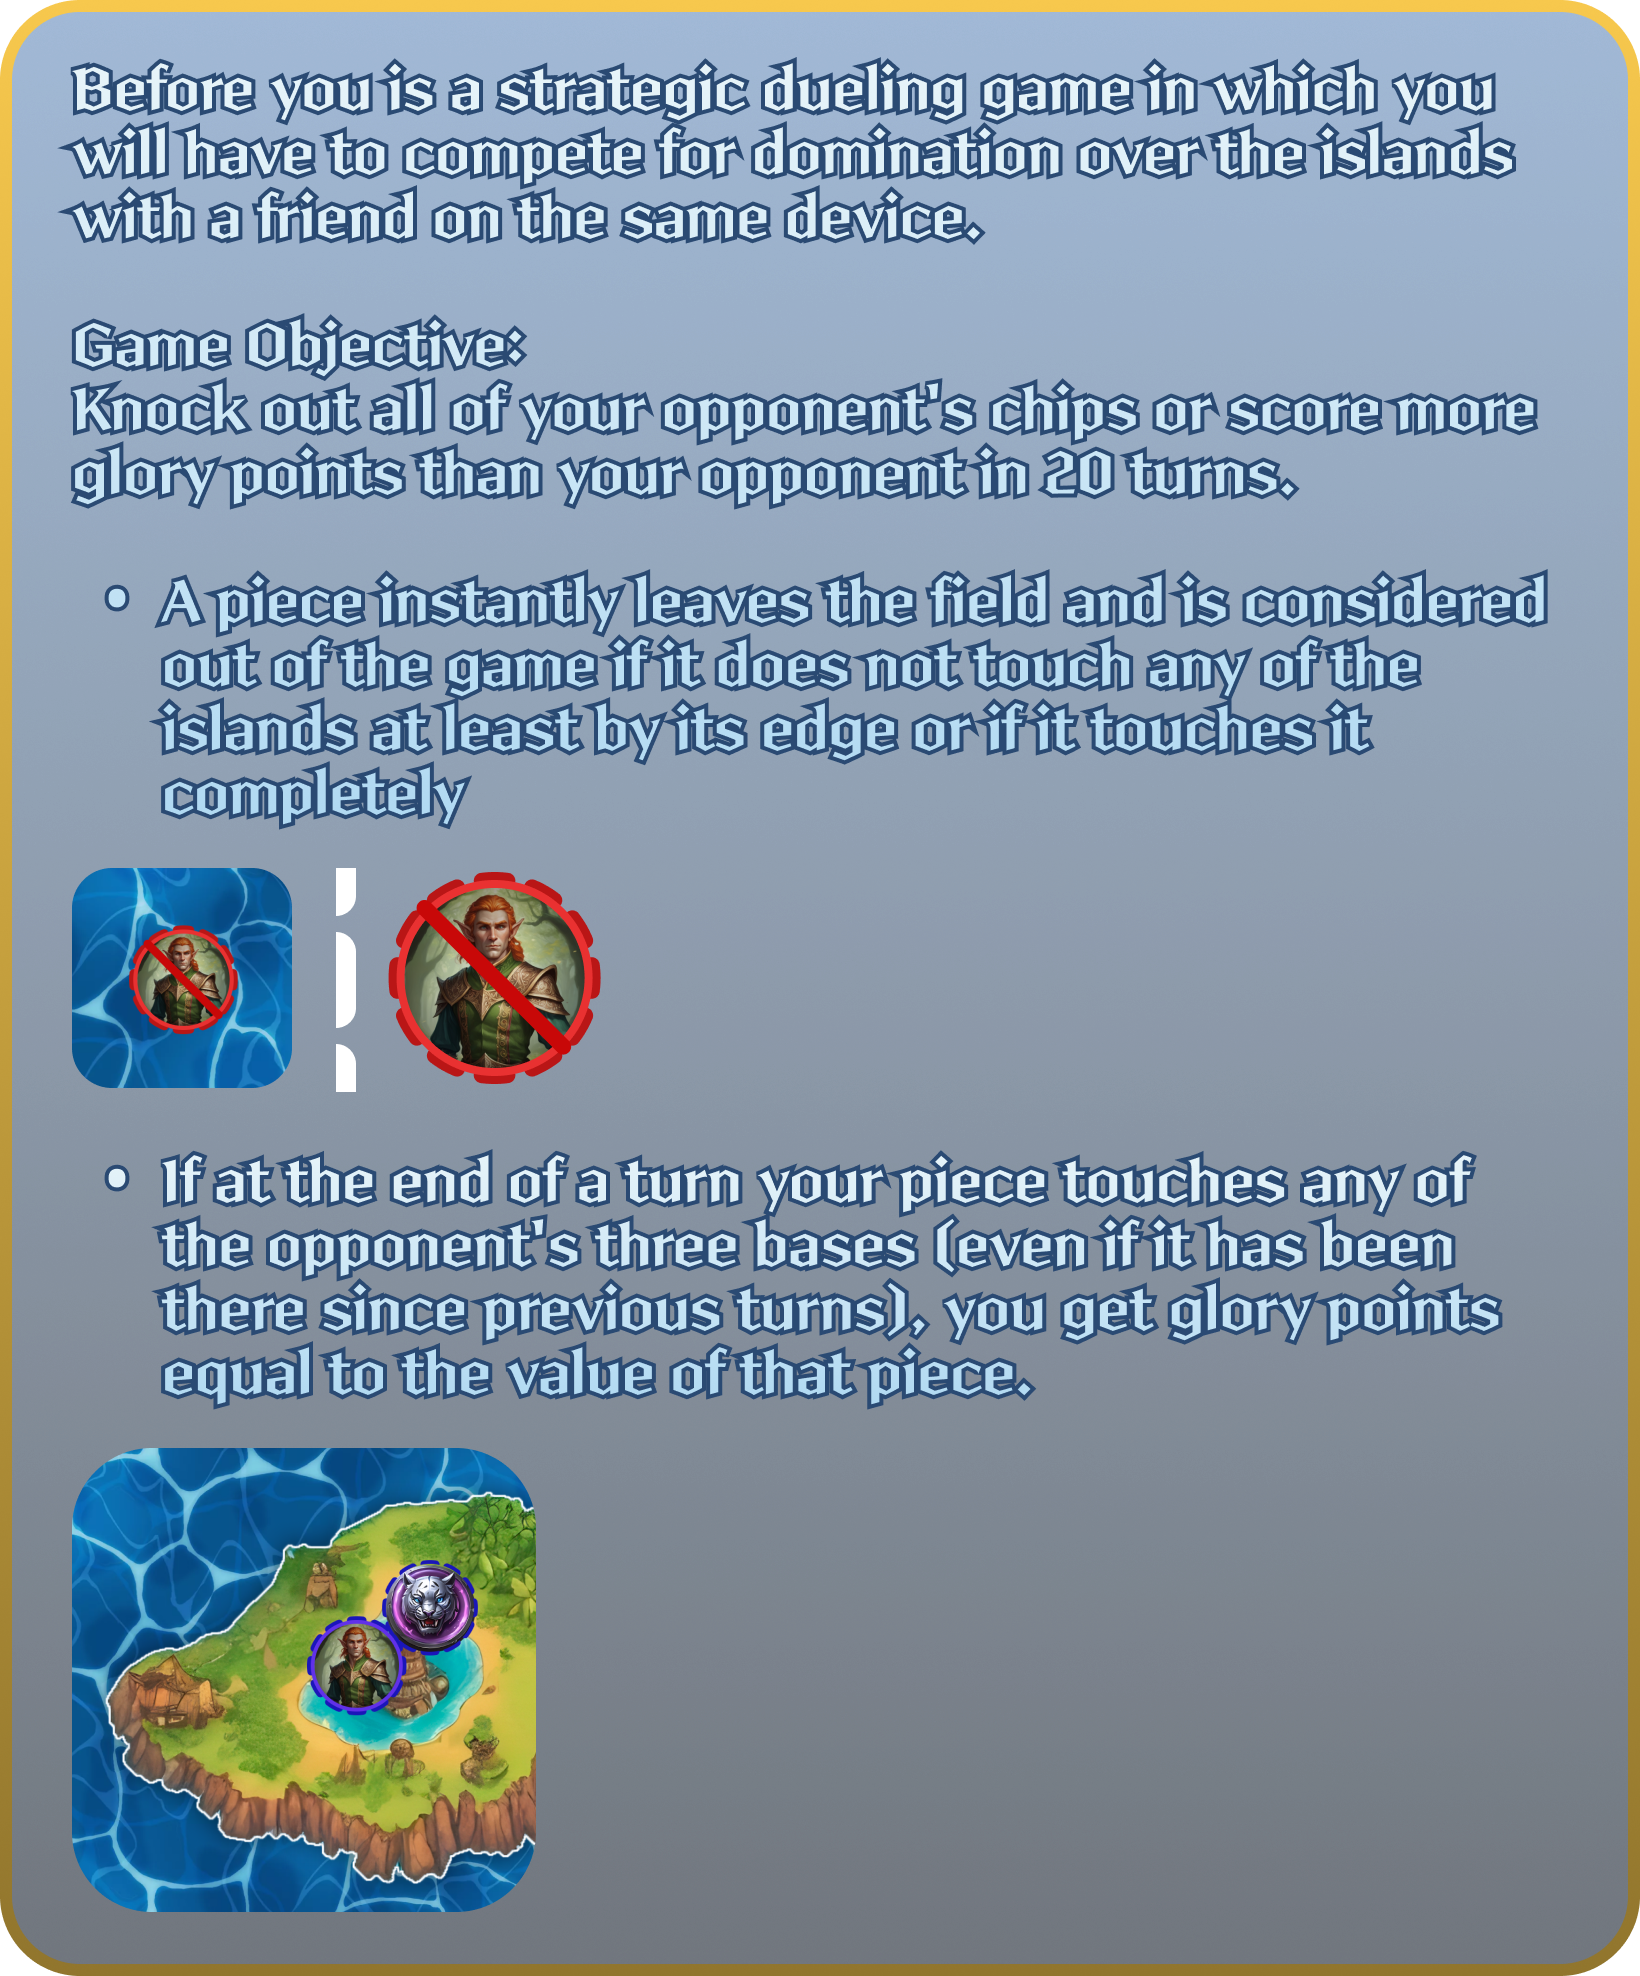 Before you is a strategic dueling game in which you
will have to compete for domination over the islands
with a friend on the same device.
Game Objective:
Knock out all of your opponent's chips or score more
glory points than your opponent in 20 turns.
• A piece instantly leaves the field and is considered
out of the game if it does not touch any of the
islands at least by its edge or if it touches it
completely
• If at the end of a turn your piece touches any of
the opponent's three bases (even if it has been
there since previous turns), you get glory points
equal to the value of that piece.